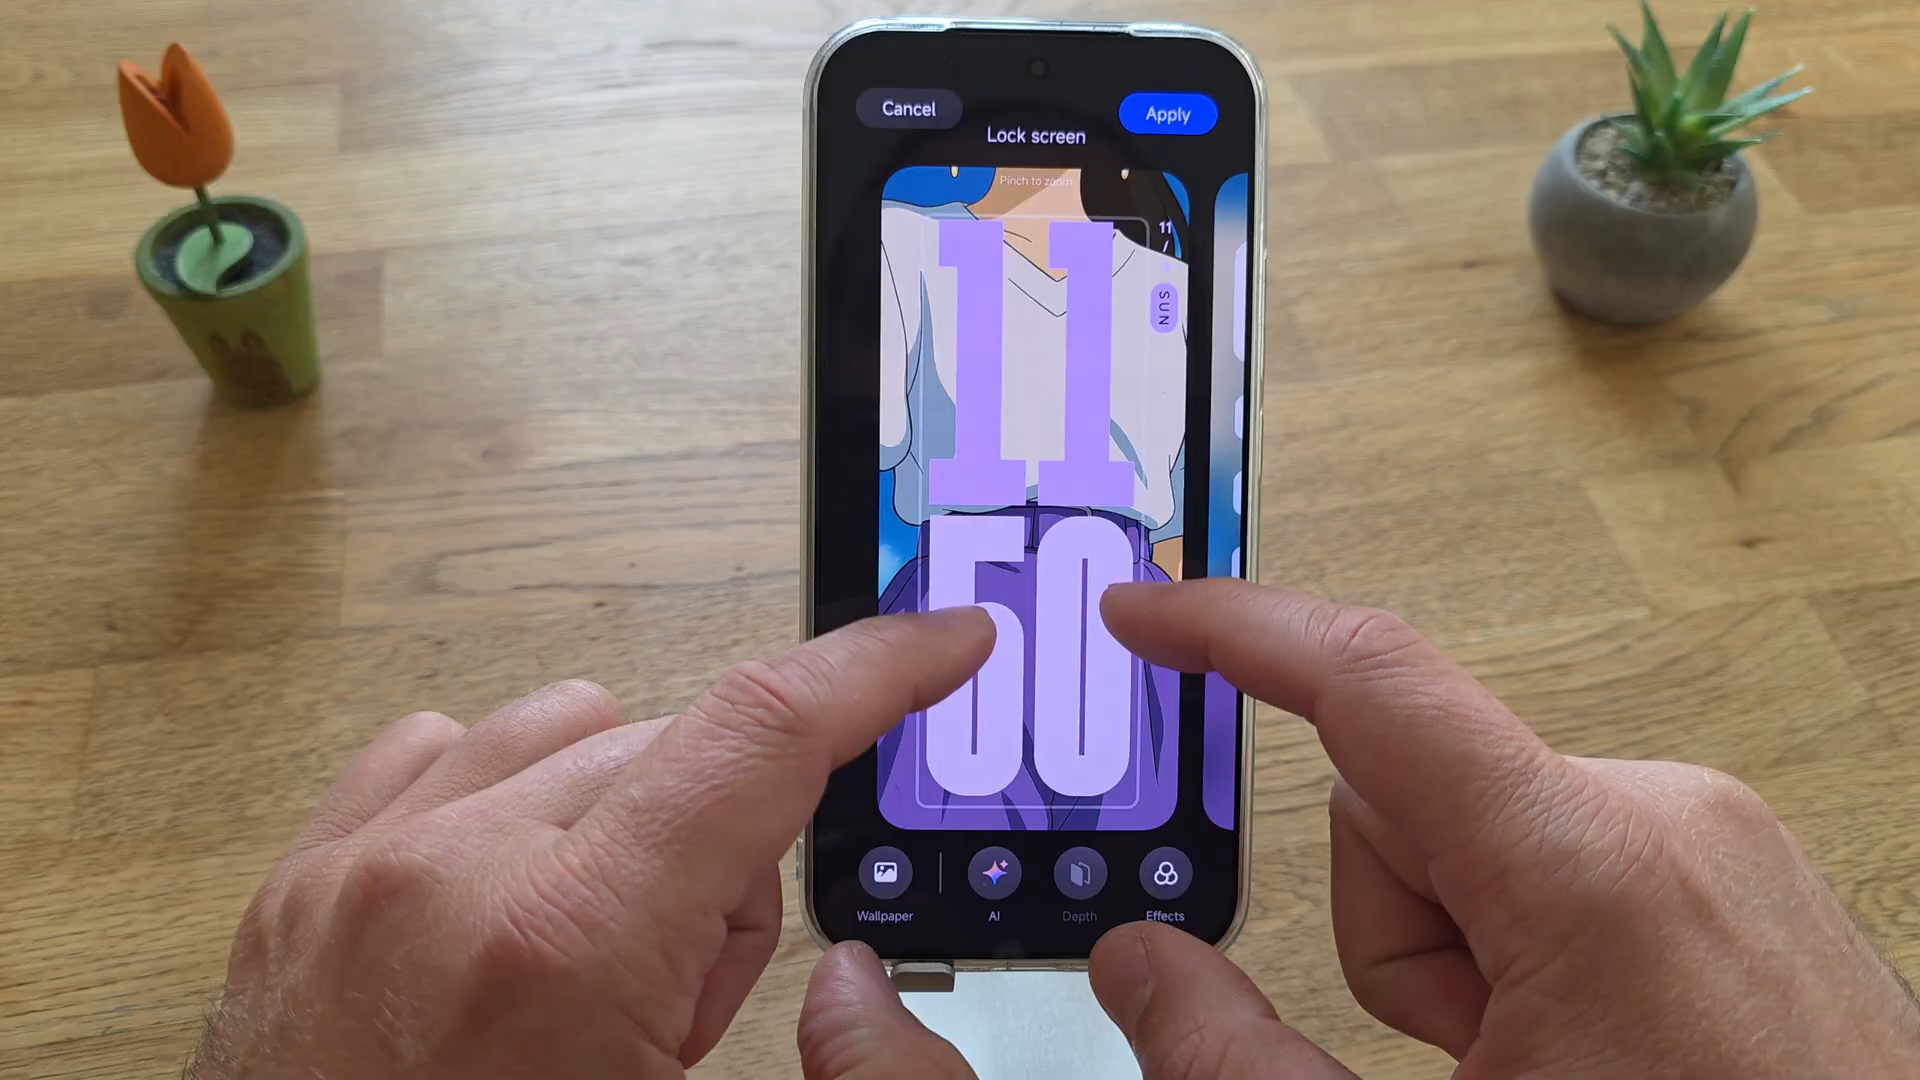 Cancel
Apply
Lock screen
Pinch to zoom
11
11
/
SUN
50
Wallpaper
AI
Depth
Effects